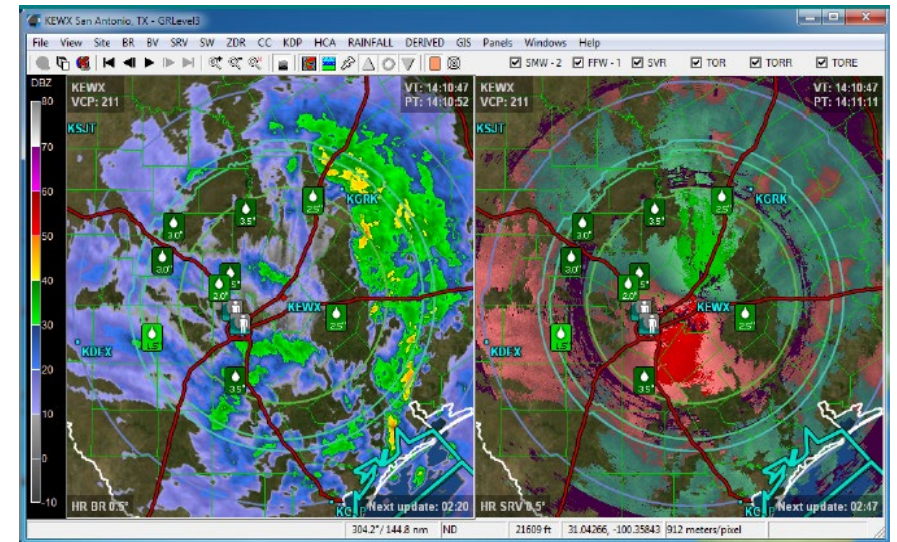 KEWX San Antonio, TX - GRLevel3
File View Site BR BV SRV SW ZDR CC KDP HCA RAINFALL DERIVED GIS Panels Windows Help
SMW - 2 FFW - 1 SVR TOR TORR TORE
DBZ
80
70
60
50
40
30
20
10
0
-10
KEWX
VCP: 211
VT: 14:10:47
PT: 14:10:52
KSJT
KGRK
2.5"
3.5"
3.0"
3.0"
5"
2.0"
KEWX
2.5"
1.5"
KDFX
3.5"
HR BR 0.5°
Next update: 02:20
KEWX
VCP: 211
VT: 14:10:47
PT: 14:11:11
KSJT
KGRK
2.5"
3.5"
3.0"
3.0"
5"
2.0"
KEWX
2.5"
1.5"
KDFX
3.5"
HR SRV 0.5°
Next update: 02:47
304.2°/ 144.8 nm ND 21609 ft 31.04266, -100.35843 912 meters/pixel